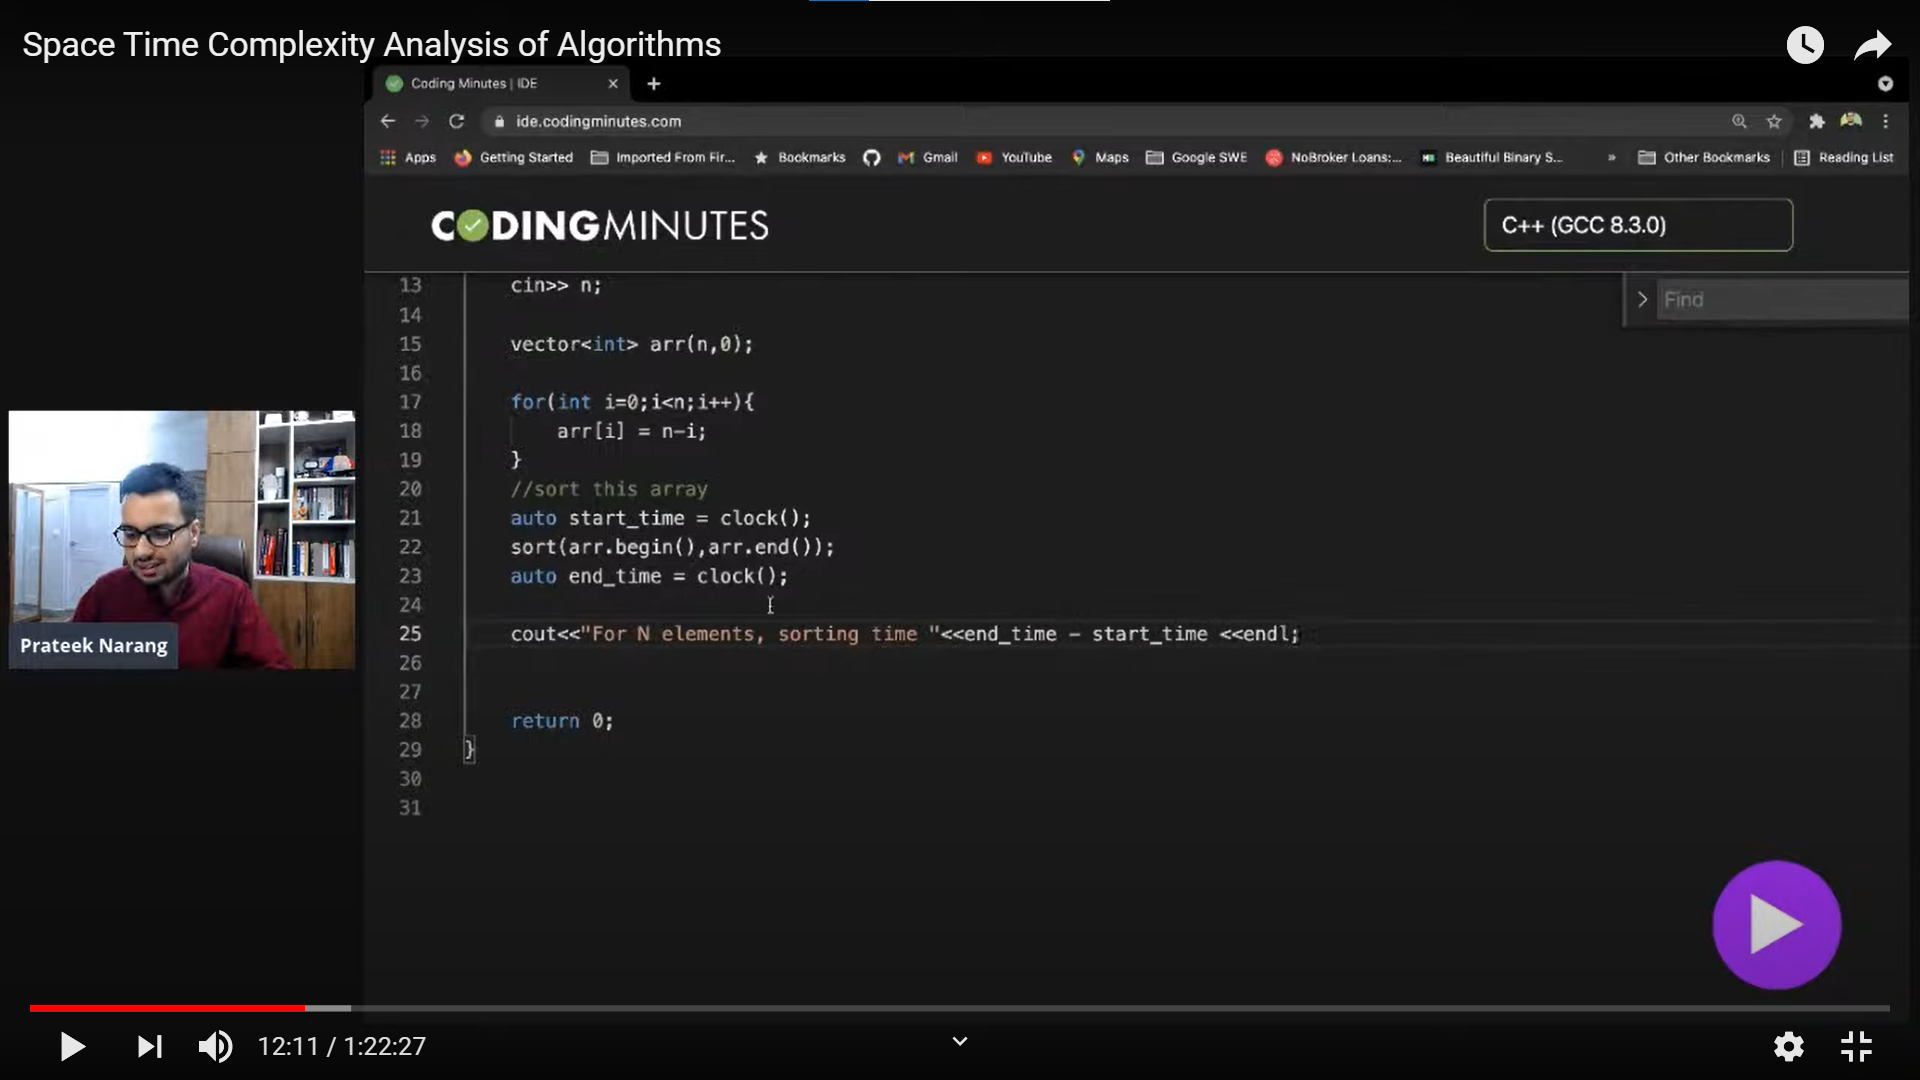 Space Time Complexity Analysis of Algorithms
Coding Minutes | IDE
ide.codingminutes.com
Apps Getting Started Imported From Fir... Bookmarks Gmail YouTube Maps Google SWE NoBroker Loans:... Beautiful Binary S... » Other Bookmarks Reading List
CODINGMINUTES
C++ (GCC 8.3.0)
Find
13 cin>> n;
14
15 vector<int> arr(n,0);
16
17 for(int i=0;i<n;i++){
18 arr[i] = n-i;
19 }
20 //sort this array
21 auto start_time = clock();
22 sort(arr.begin(),arr.end());
23 auto end_time = clock();
24
25 cout<<"For N elements, sorting time "<<end_time - start_time <<endl;
26
27
28 return 0;
29 }
30
31
Prateek Narang
12:11 / 1:22:27